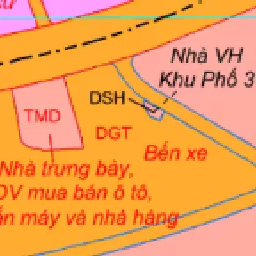 Nhà VH
Khu Phố 3
DSH
TMD
DGT
Bến xe
Nhà trưng bày,
DV mua bán ô tô,
máy và nhà hàng